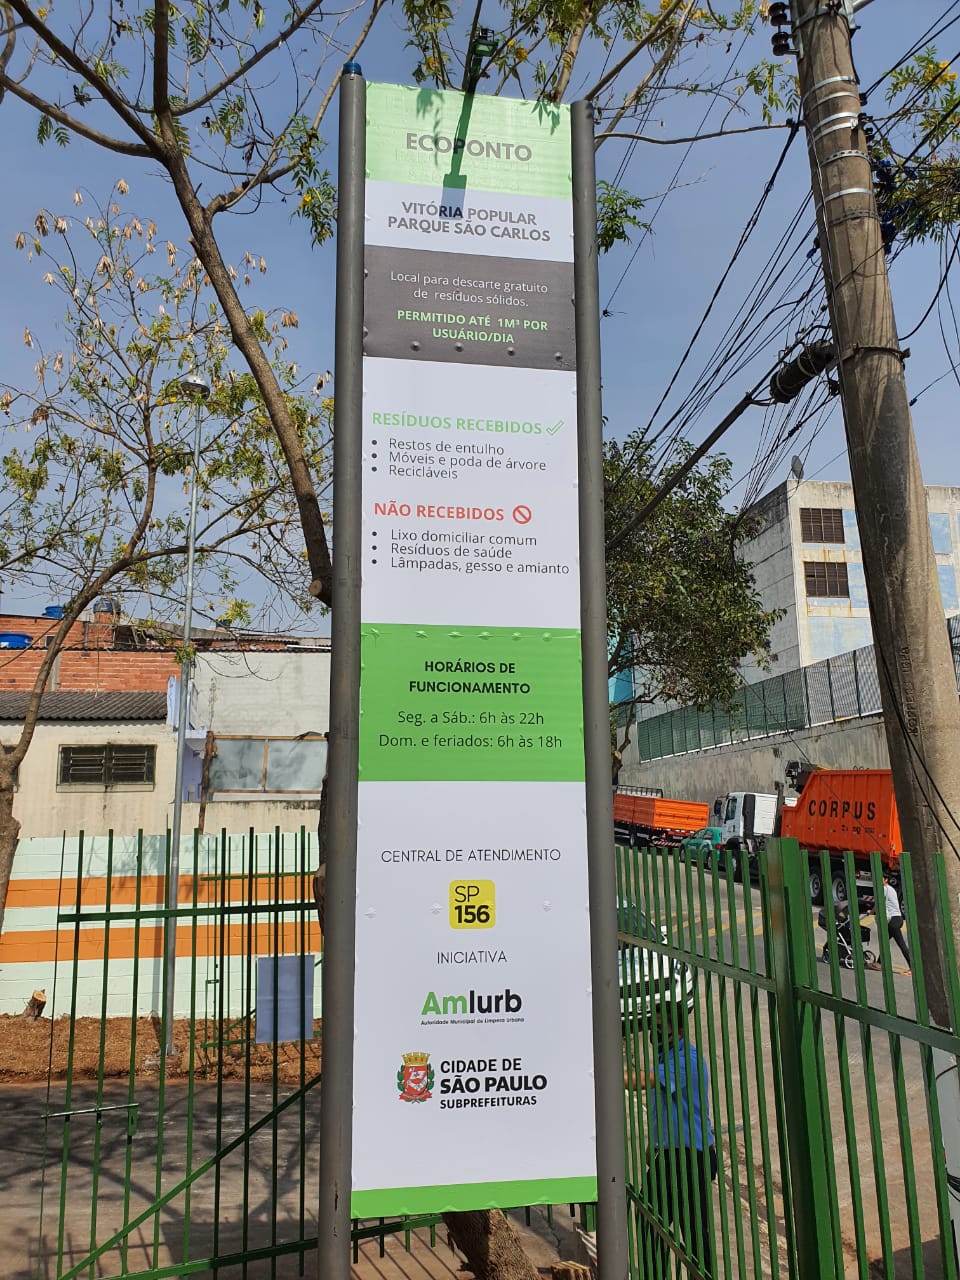 ECOPONTO
VITÓRIA POPULAR
PARQUE SÃO CARLOS
Local para descarte gratuito
de resíduos sólidos.
PERMITIDO ATÉ 1M³ POR
USUÁRIO/DIA
RESÍDUOS RECEBIDOS
• Restos de entulho
• Móveis e poda de árvore
• Recicláveis
NÃO RECEBIDOS
• Lixo domiciliar comum
• Resíduos de saúde
• Lâmpadas, gesso e amianto
HORÁRIOS DE
FUNCIONAMENTO
Seg. a Sáb.: 6h às 22h
Dom. e feriados: 6h às 18h
CENTRAL DE ATENDIMENTO
SP
156
INICIATIVA
Amlurb
Autoridade Municipal de Limpeza Urbana
CIDADE DE
SÃO PAULO
SUBPREFEITURAS
CORPUS